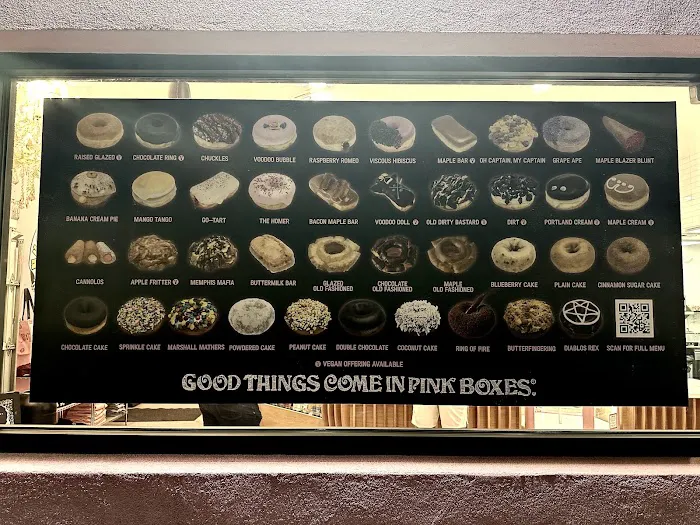 RAISED GLAZED Ⓥ CHOCOLATE RING Ⓥ CHUCKLES VOODOO BUBBLE RASPBERRY ROMEO VISCOUS HIBISCUS MAPLE BAR Ⓥ OH CAPTAIN, MY CAPTAIN GRAPE APE MAPLE BLAZER BLUNT
BANANA CREAM PIE MANGO TANGO GO-TART THE HOMER BACON MAPLE BAR VOODOO DOLL Ⓥ OLD DIRTY BASTARD Ⓥ DIRT Ⓥ PORTLAND CREAM Ⓥ MAPLE CREAM Ⓥ
CANNOLOS APPLE FRITTER Ⓥ MEMPHIS MAFIA BUTTERMILK BAR GLAZED OLD FASHIONED CHOCOLATE OLD FASHIONED MAPLE OLD FASHIONED BLUEBERRY CAKE PLAIN CAKE CINNAMON SUGAR CAKE
CHOCOLATE CAKE SPRINKLE CAKE MARSHALL MATHERS POWDERED CAKE PEANUT CAKE DOUBLE CHOCOLATE COCONUT CAKE RING OF FIRE BUTTERFINGERING DIABLOS REX SCAN FOR FULL MENU
Ⓥ VEGAN OFFERING AVAILABLE
GOOD THINGS COME IN PINK BOXES.